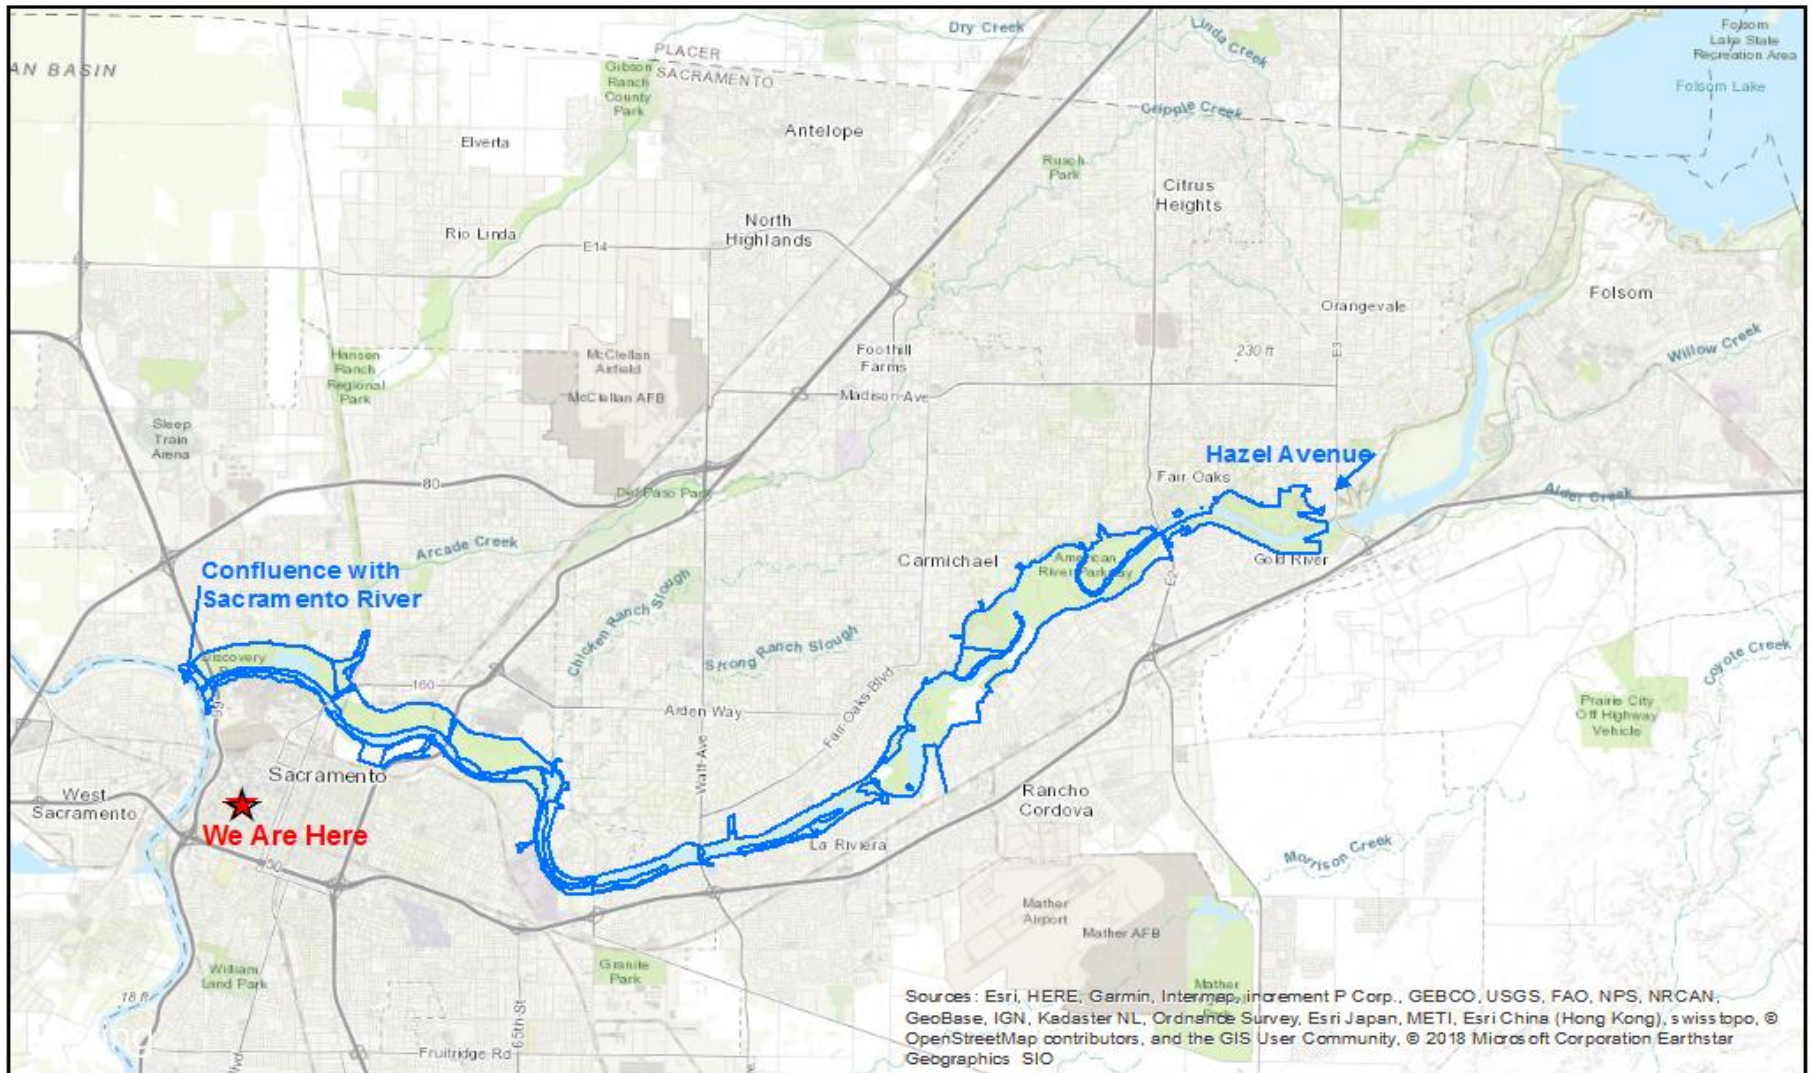 Folsom
Lake State
Recreation Area
Folsom Lake
Dry Creek
Linda Creek
PLACER
SACRAMENTO
AN BASIN
Gibson
Ranch
County
Park
Cripple Creek
Antelope
Elverta
Rusch
Park
Citrus
Heights
North
Highlands
Rio Linda
E14
Folsom
Orangevale
Willow Creek
230 ft
E3
Foothill
Farms
Hansen
Ranch
Regional
Park
McClellan
Airfield
McClellan AFB
Madison Ave
Sleep
Train
Arena
Hazel Avenue
Fair Oaks
80
Del Paso Park
Alder Creek
Arcade Creek
Carmichael
American
River Parkway
Gold River
E2
Confluence with
Sacramento River
Chicken Ranch Slough
Strong Ranch Slough
Coyote Creek
Discovery
160
Arden Way
Fair Oaks Blvd
Watt Ave
Prairie City
Off Highway
Vehicle
Sacramento
West
Sacramento
We Are Here
Rancho
Cordova
La Riviera
Morrison Creek
50
Mather
Airport
Mather AFB
William
Land Park
Granite
Park
18 ft
65th St
Fruitridge Rd
lvd
Mather
Sources: Esri, HERE, Garmin, Intermap, increment P Corp., GEBCO, USGS, FAO, NPS, NRCAN,
GeoBase, IGN, Kadaster NL, Ordnance Survey, Esri Japan, METI, Esri China (Hong Kong), swisstopo, ©
OpenStreetMap contributors, and the GIS User Community, © 2018 Microsoft Corporation Earthstar
Geographics SIO